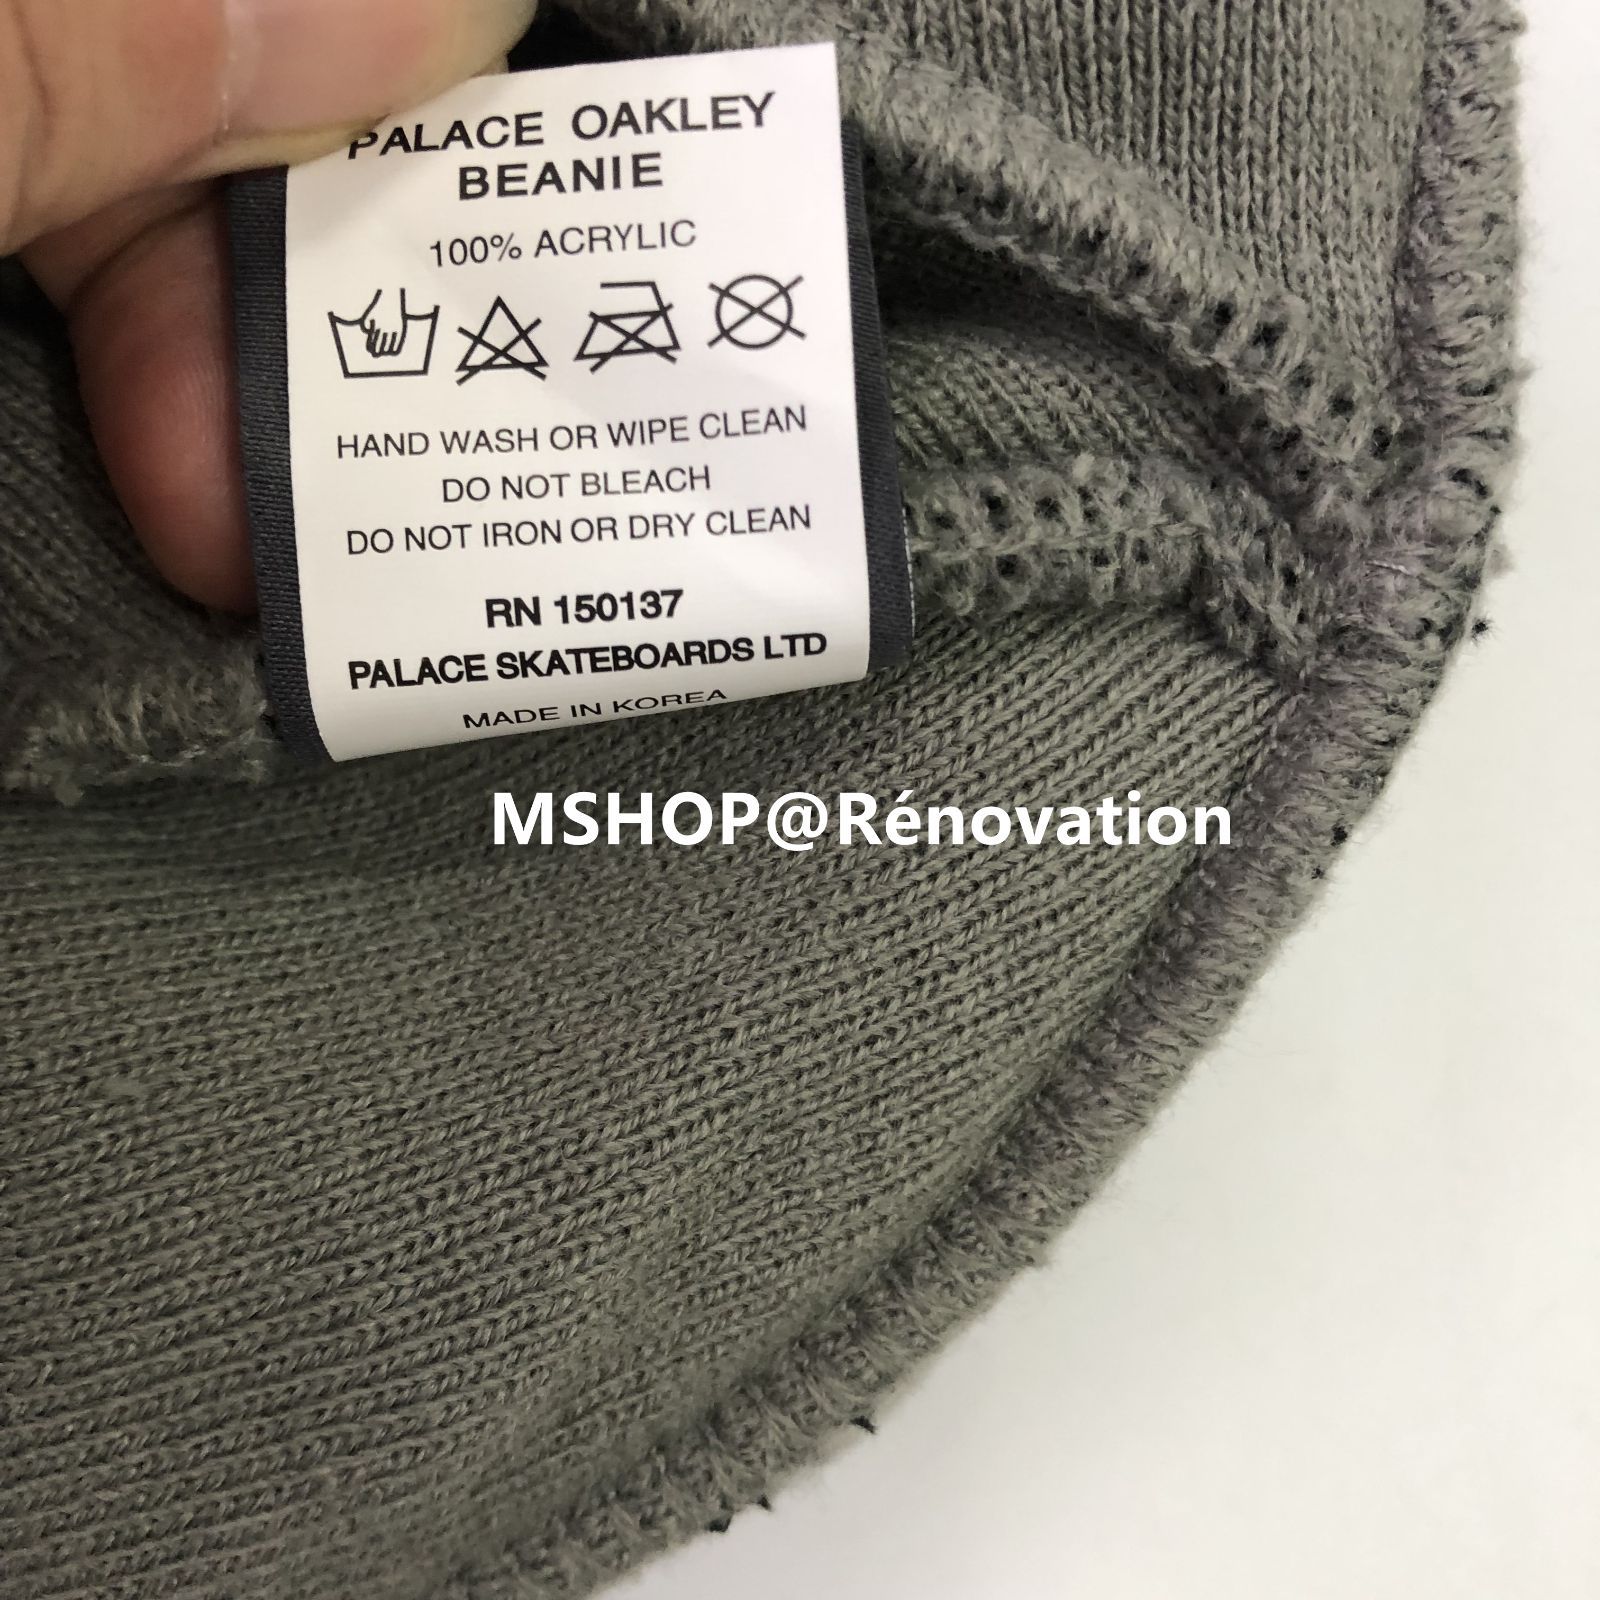 PALACE OAKLEY
BEANIE
100% ACRYLIC
HAND WASH OR WIPE CLEAN
DO NOT BLEACH
DO NOT IRON OR DRY CLEAN
RN 150137
PALACE SKATEBOARDS LTD
MADE IN KOREA
MSHOP@Rénovation